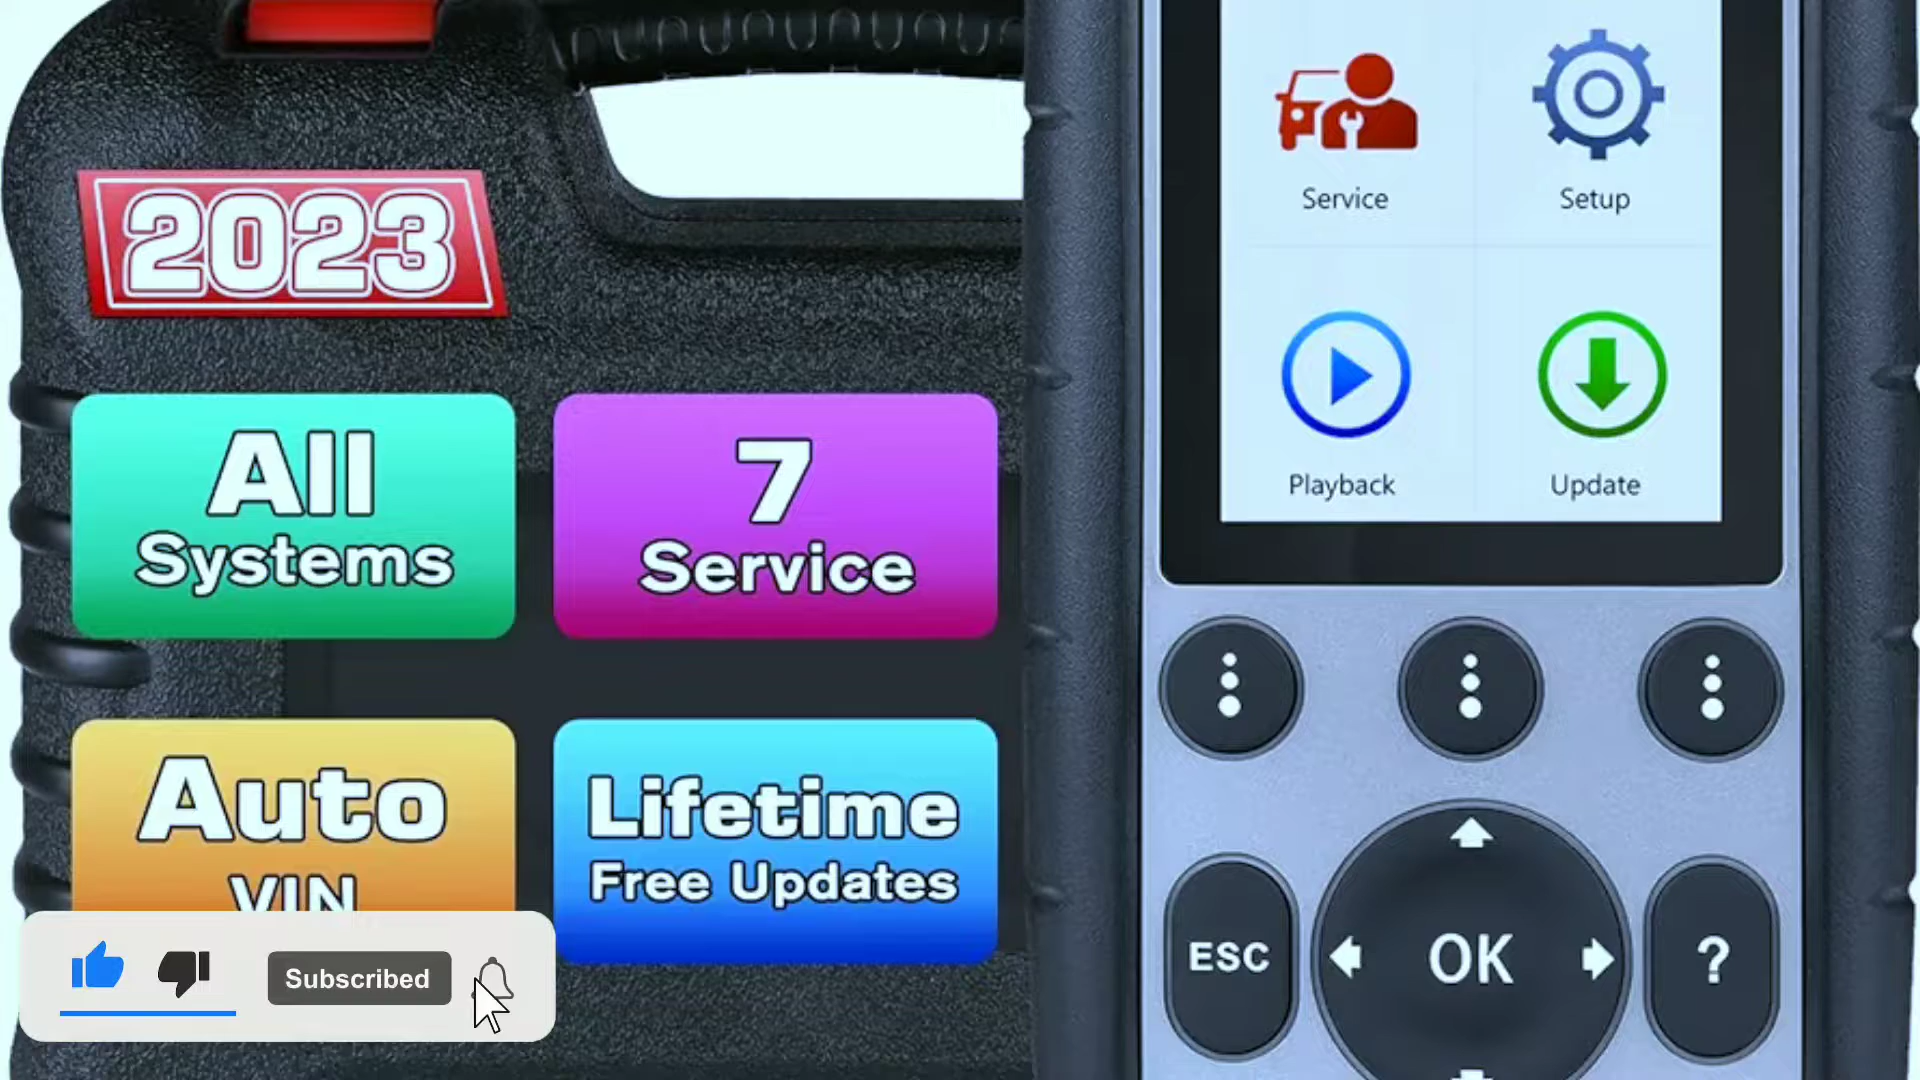 2023
All
Systems
7
Service
Auto
VIN
Lifetime
Free Updates
Subscribed
Service
Setup
Playback
Update
ESC
OK
?